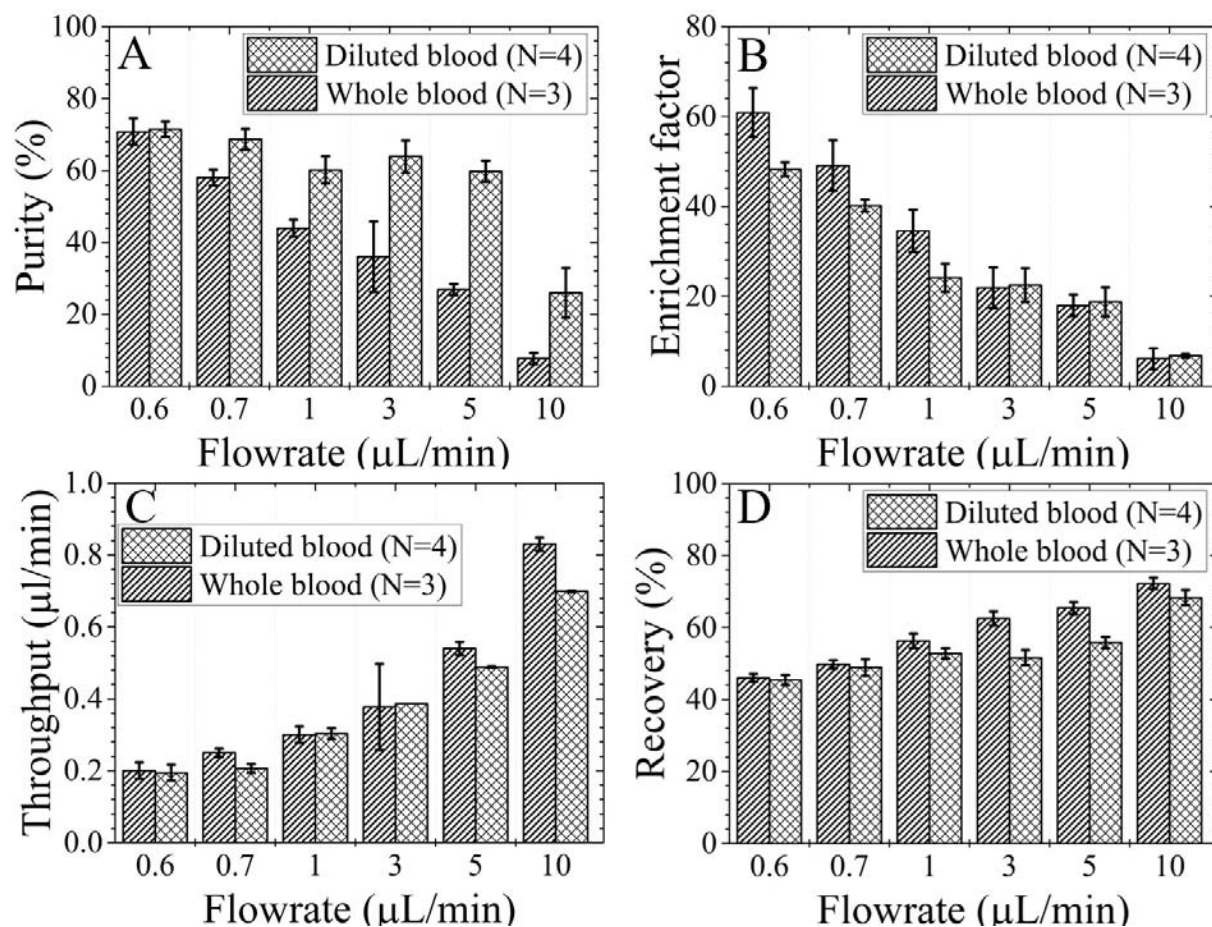 A
Diluted blood (N=4)
Whole blood (N=3)
100
80
60
40
20
0
Purity (%)
0.6 0.7 1 3 5 10
Flowrate (μL/min)
B
Diluted blood (N=4)
Whole blood (N=3)
80
60
40
20
0
Enrichment factor
0.6 0.7 1 3 5 10
Flowrate (μL/min)
C
Diluted blood (N=4)
Whole blood (N=3)
1.0
0.8
0.6
0.4
0.2
0.0
Throughput (μl/min)
0.6 0.7 1 3 5 10
Flowrate (μL/min)
D
Diluted blood (N=4)
Whole blood (N=3)
100
80
60
40
20
0
Recovery (%)
0.6 0.7 1 3 5 10
Flowrate (μL/min)